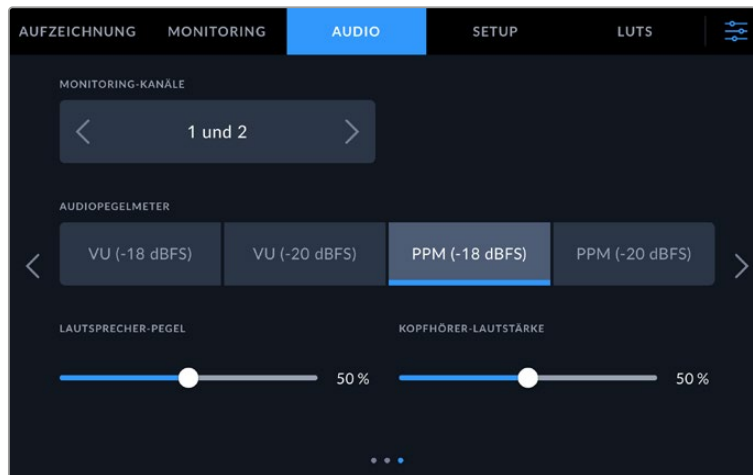 AUFZEICHNUNG MONITORING AUDIO SETUP LUTS
MONITORING-KANÄLE
1 und 2
AUDIOPEGELMETER
VU (-18 dBFS) VU (-20 dBFS) PPM (-18 dBFS) PPM (-20 dBFS)
LAUTSPRECHER-PEGEL KOPFHÖRER-LAUTSTÄRKE
50 % 50 %